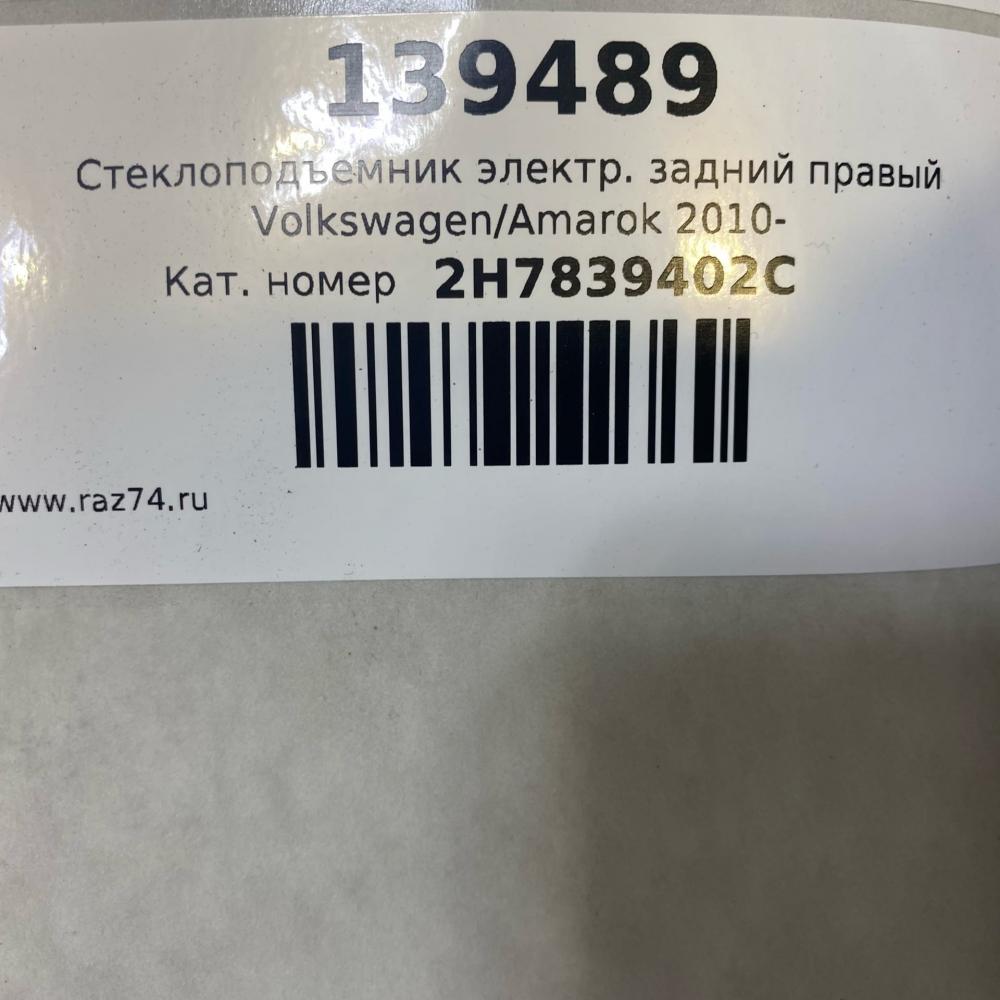 139489
Стеклоподъемник электр. задний правый
Volkswagen/Amarok 2010-
Кат. номер 2H7839402C
www.raz74.ru